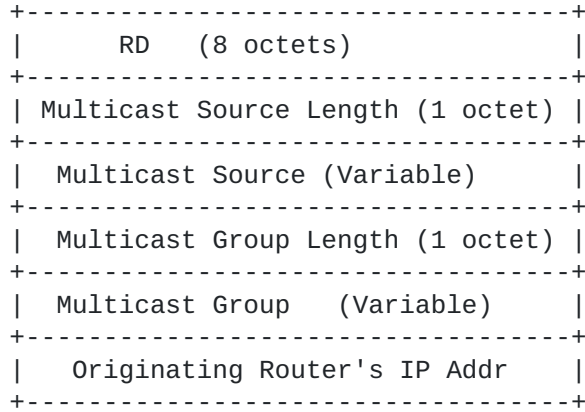 +-----------------------------------+
|       RD   (8 octets)             |
+-----------------------------------+
| Multicast Source Length (1 octet) |
+-----------------------------------+
|  Multicast Source (Variable)      |
+-----------------------------------+
|  Multicast Group Length (1 octet) |
+-----------------------------------+
|  Multicast Group   (Variable)     |
+-----------------------------------+
|   Originating Router's IP Addr    |
+-----------------------------------+